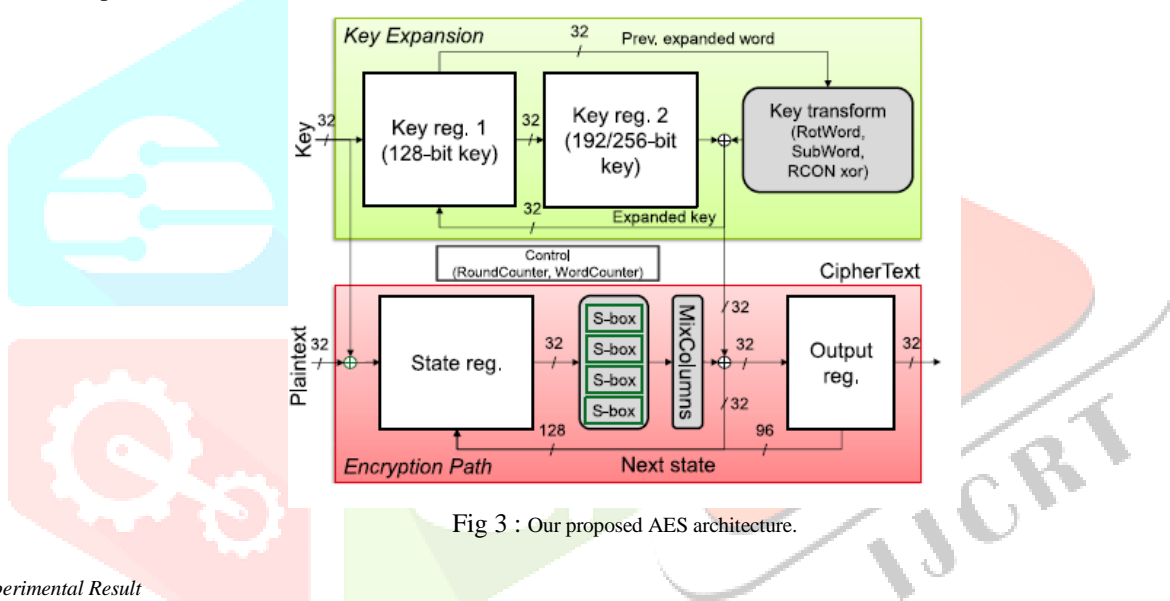 Key Expansion
32
Prev, expanded word
32
Key
Key reg. 1
(128-bit key)
32
Key reg. 2
(192/256-bit
key)
32
Key transform
(RotWord,
SubWord,
RCON xor)
32
Expanded key
Control
(RoundCounter, WordCounter)
CipherText
Plaintext
32
State reg.
32
S-box
S-box
S-box
S-box
MixColumns
32
32
32
32
Output
reg.
32
128
96
Encryption Path
Next state
Fig 3 : Our proposed AES architecture.
IJCRT
perimental Result